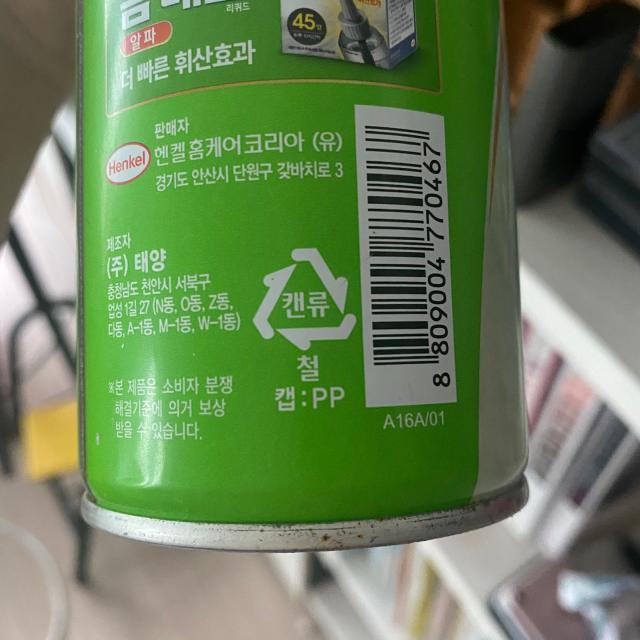 리퀴드
알파
더 빠른 휘산효과
45일
Henkel
판매자
헨켈홈케어코리아 (유)
경기도 안산시 단원구 갖바치로 3
제조자
(주) 태양
충청남도 천안시 서북구
업성1길 27 (N동, O동, Z동,
다동, A-1동, M-1동, W-1동)
캔류
철
캡:PP
※본 제품은 소비자 분쟁
해결기준에 의거 보상
받을 수 있습니다.
8 809004 770467
A16A/01